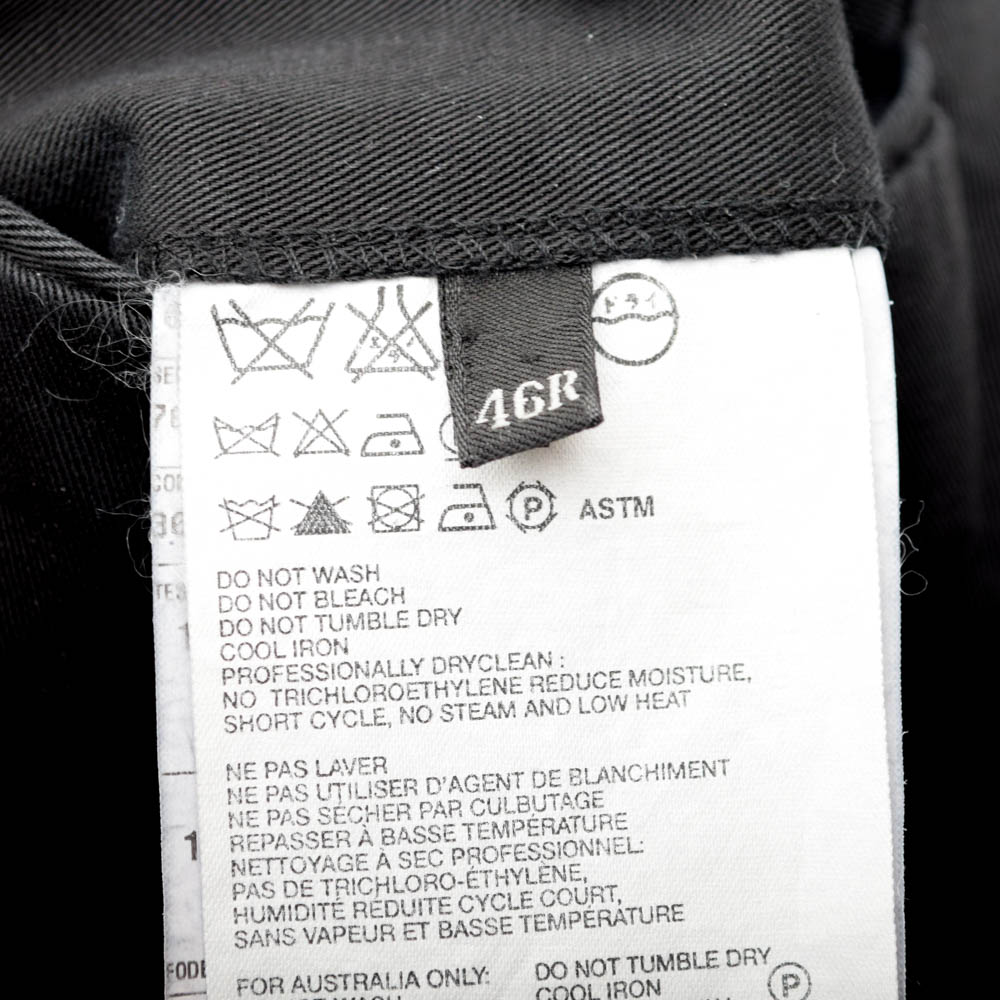 ドライ
46R
P ASTM
DO NOT WASH
DO NOT BLEACH
DO NOT TUMBLE DRY
COOL IRON
PROFESSIONALLY DRYCLEAN :
NO TRICHLOROETHYLENE REDUCE MOISTURE,
SHORT CYCLE, NO STEAM AND LOW HEAT
NE PAS LAVER
NE PAS UTILISER D'AGENT DE BLANCHIMENT
NE PAS SÉCHER PAR CULBUTAGE
REPASSER À BASSE TEMPÉRATURE
NETTOYAGE À SEC PROFESSIONNEL:
PAS DE TRICHLORO-ÉTHYLÈNE,
HUMIDITÉ RÉDUITE CYCLE COURT,
SANS VAPEUR ET BASSE TEMPÉRATURE
FOR AUSTRALIA ONLY:
DO NOT TUMBLE DRY
COOL IRON
P